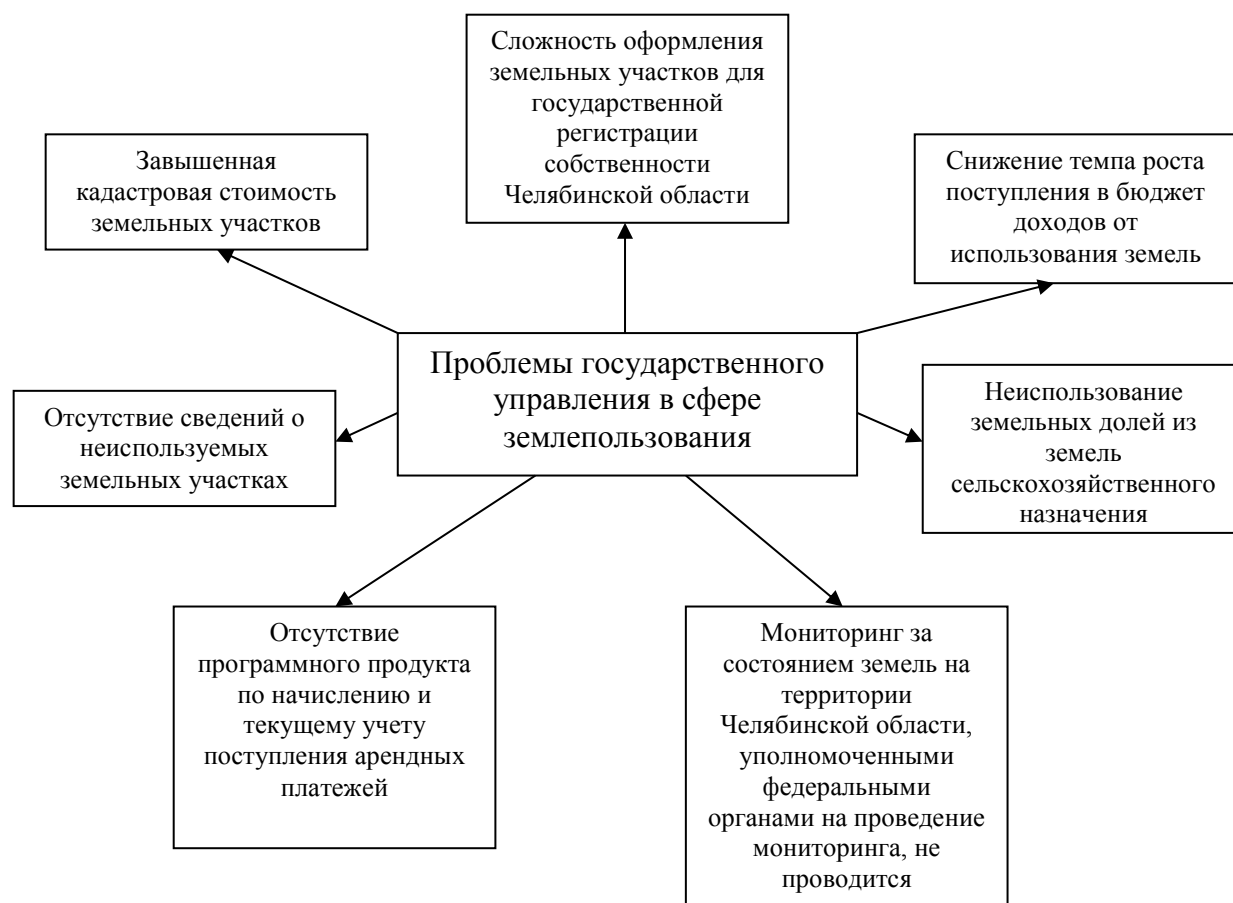 Сложность оформления
земельных участков для
государственной
регистрации
собственности
Челябинской области
Завышенная
кадастровая стоимость
земельных участков
Снижение темпа роста
поступления в бюджет
доходов от
использования земель
Проблемы государственного
управления в сфере
землепользования
Отсутствие сведений о
неиспользуемых
земельных участках
Неиспользование
земельных долей из
земель
сельскохозяйственного
назначения
Отсутствие
программного продукта
по начислению и
текущему учету
поступления арендных
платежей
Мониторинг за
состоянием земель на
территории
Челябинской области,
уполномоченными
федеральными
органами на проведение
мониторинга, не
проводится